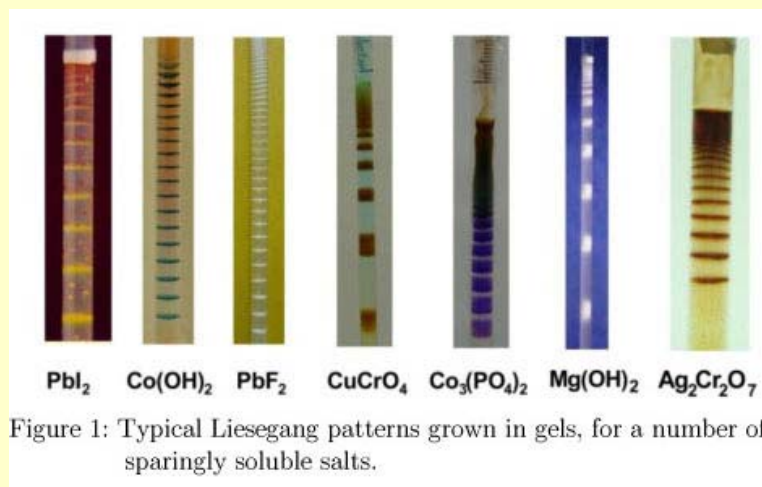 PbI₂ Co(OH)₂ PbF₂ CuCrO₄ Co₃(PO₄)₂ Mg(OH)₂ Ag₂Cr₂O₇
Figure 1: Typical Liesegang patterns grown in gels, for a number of
sparingly soluble salts.